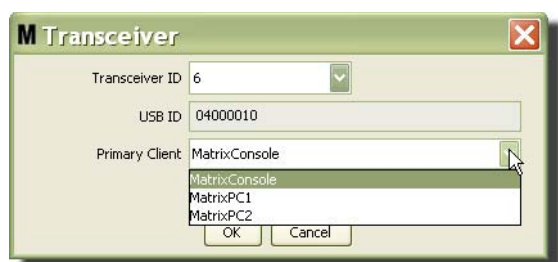 M Transceiver
Transceiver ID 6
USB ID 04000010
Primary Client MatrixConsole
MatrixConsole
MatrixPC1
MatrixPC2
OK Cancel